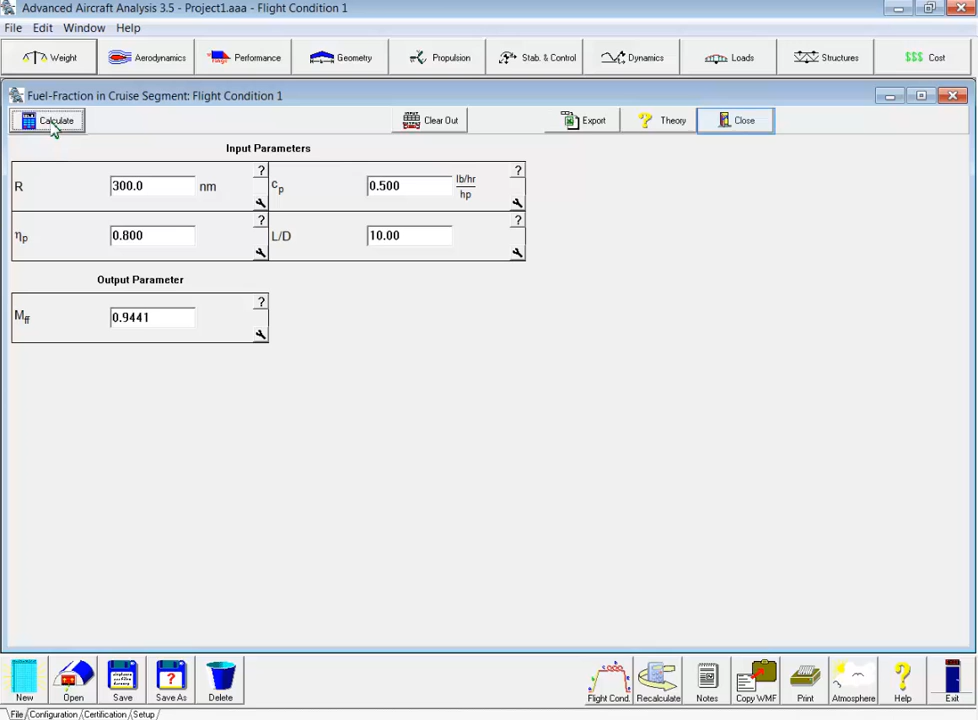 Advanced Aircraft Analysis 3.5 - Project1.aaa - Flight Condition 1
File Edit Window Help
Weight Aerodynamics Performance Geometry Propulsion Stab. & Control Dynamics Loads Structures $$$ Cost
Fuel-Fraction in Cruise Segment: Flight Condition 1
Calculate Clear Out Export ? Theory Close
Input Parameters
R 300.0 nm ? cp 0.500 lb/hr hp ?
ηp 0.800 ? L/D 10.00 ?
Output Parameter
Mff 0.9441 ?
New Open Save Save As Delete Flight Cond. Recalculate Notes Copy WMF Print Atmosphere Help Exit
File Configuration Certification Setup